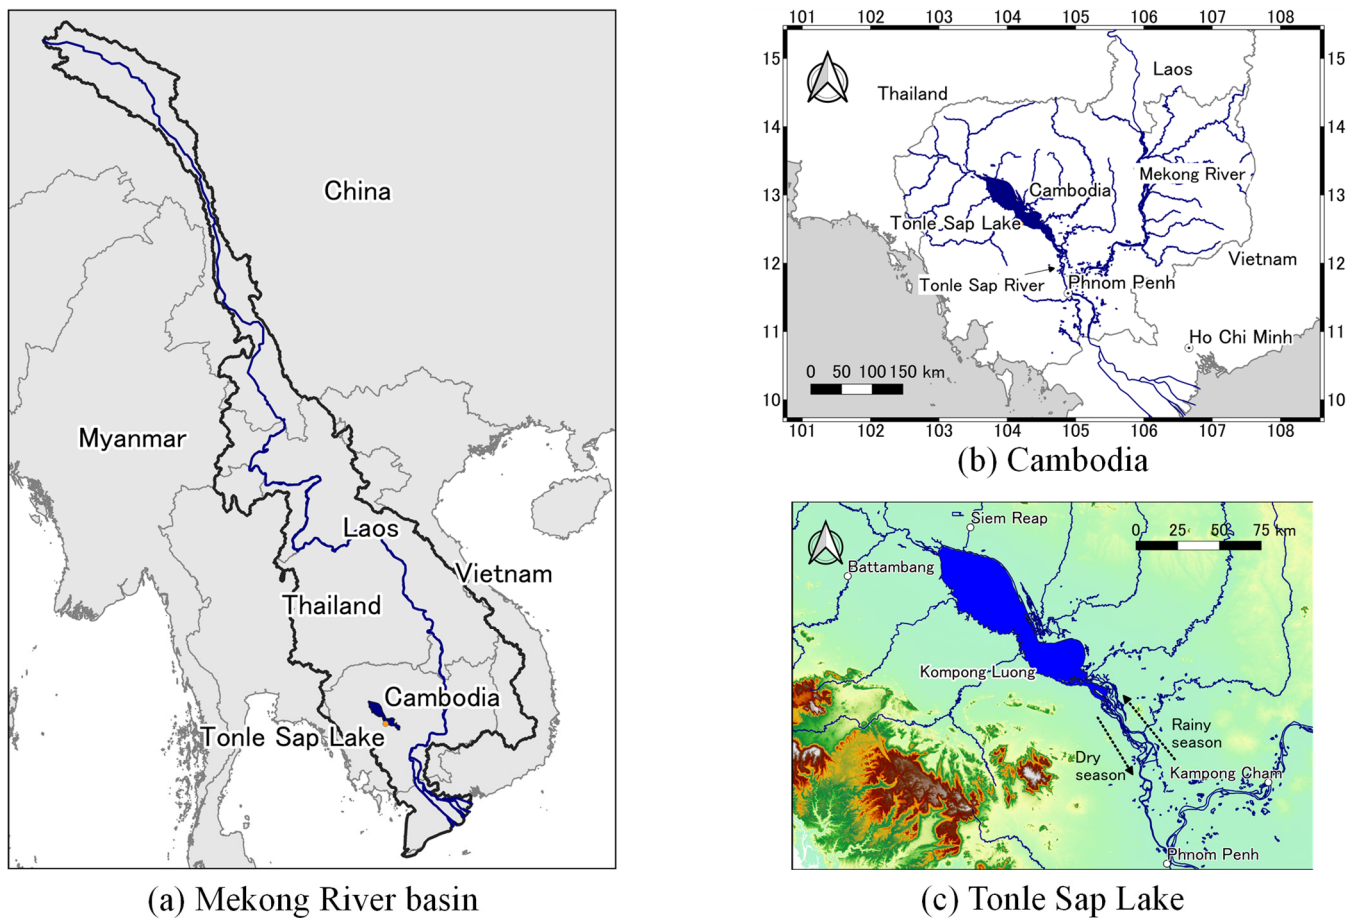 China
Myanmar
Laos
Vietnam
Thailand
Cambodia
Tonle Sap Lake
(a) Mekong River basin
101 102 103 104 105 106 107 108
15 15
Laos
Thailand
14 14
Mekong River
13 13
Cambodia
Tonle Sap Lake
Vietnam
12 12
Tonle Sap River
Phnom Penh
11 11
Ho Chi Minh
0 50 100 150 km
10 10
101 102 103 104 105 106 107 108
(b) Cambodia
Siem Reap
0 25 50 75 km
Battambang
Kompong Luong
Rainy
season
Dry
season
Kampong Cham
Phnom Penh
(c) Tonle Sap Lake